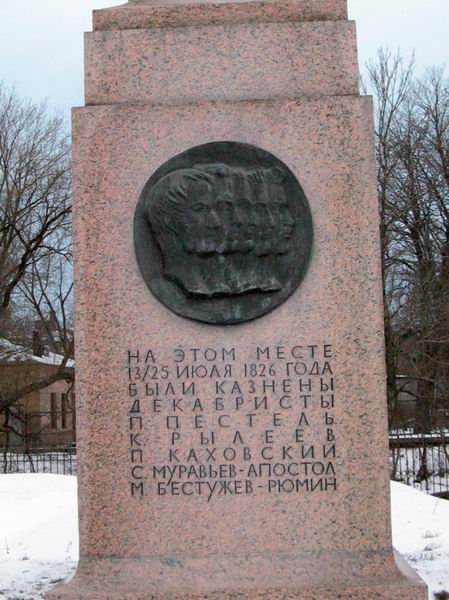 НА ЭТОМ МЕСТЕ
13/25 ИЮЛЯ 1826 ГОДА
БЫЛИ КАЗНЕНЫ
ДЕКАБРИСТЫ
П. ПЕСТЕЛЬ
К. РЫЛЕЕВ
П. КАХОВСКИЙ
С. МУРАВЬЕВ-АПОСТОЛ
М. БЕСТУЖЕВ-РЮМИН